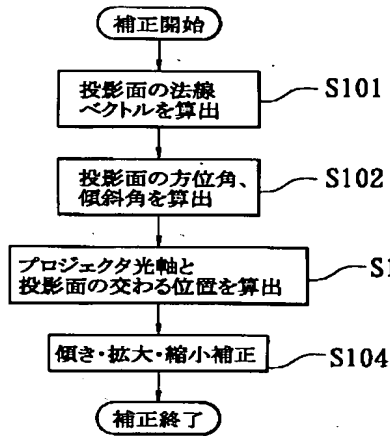 補正開始
投影面の法線
ベクトルを算出
S101
投影面の方位角、
傾斜角を算出
S102
プロジェクタ光軸と
投影面の交わる位置を算出
傾き・拡大・縮小補正
S104
補正終了